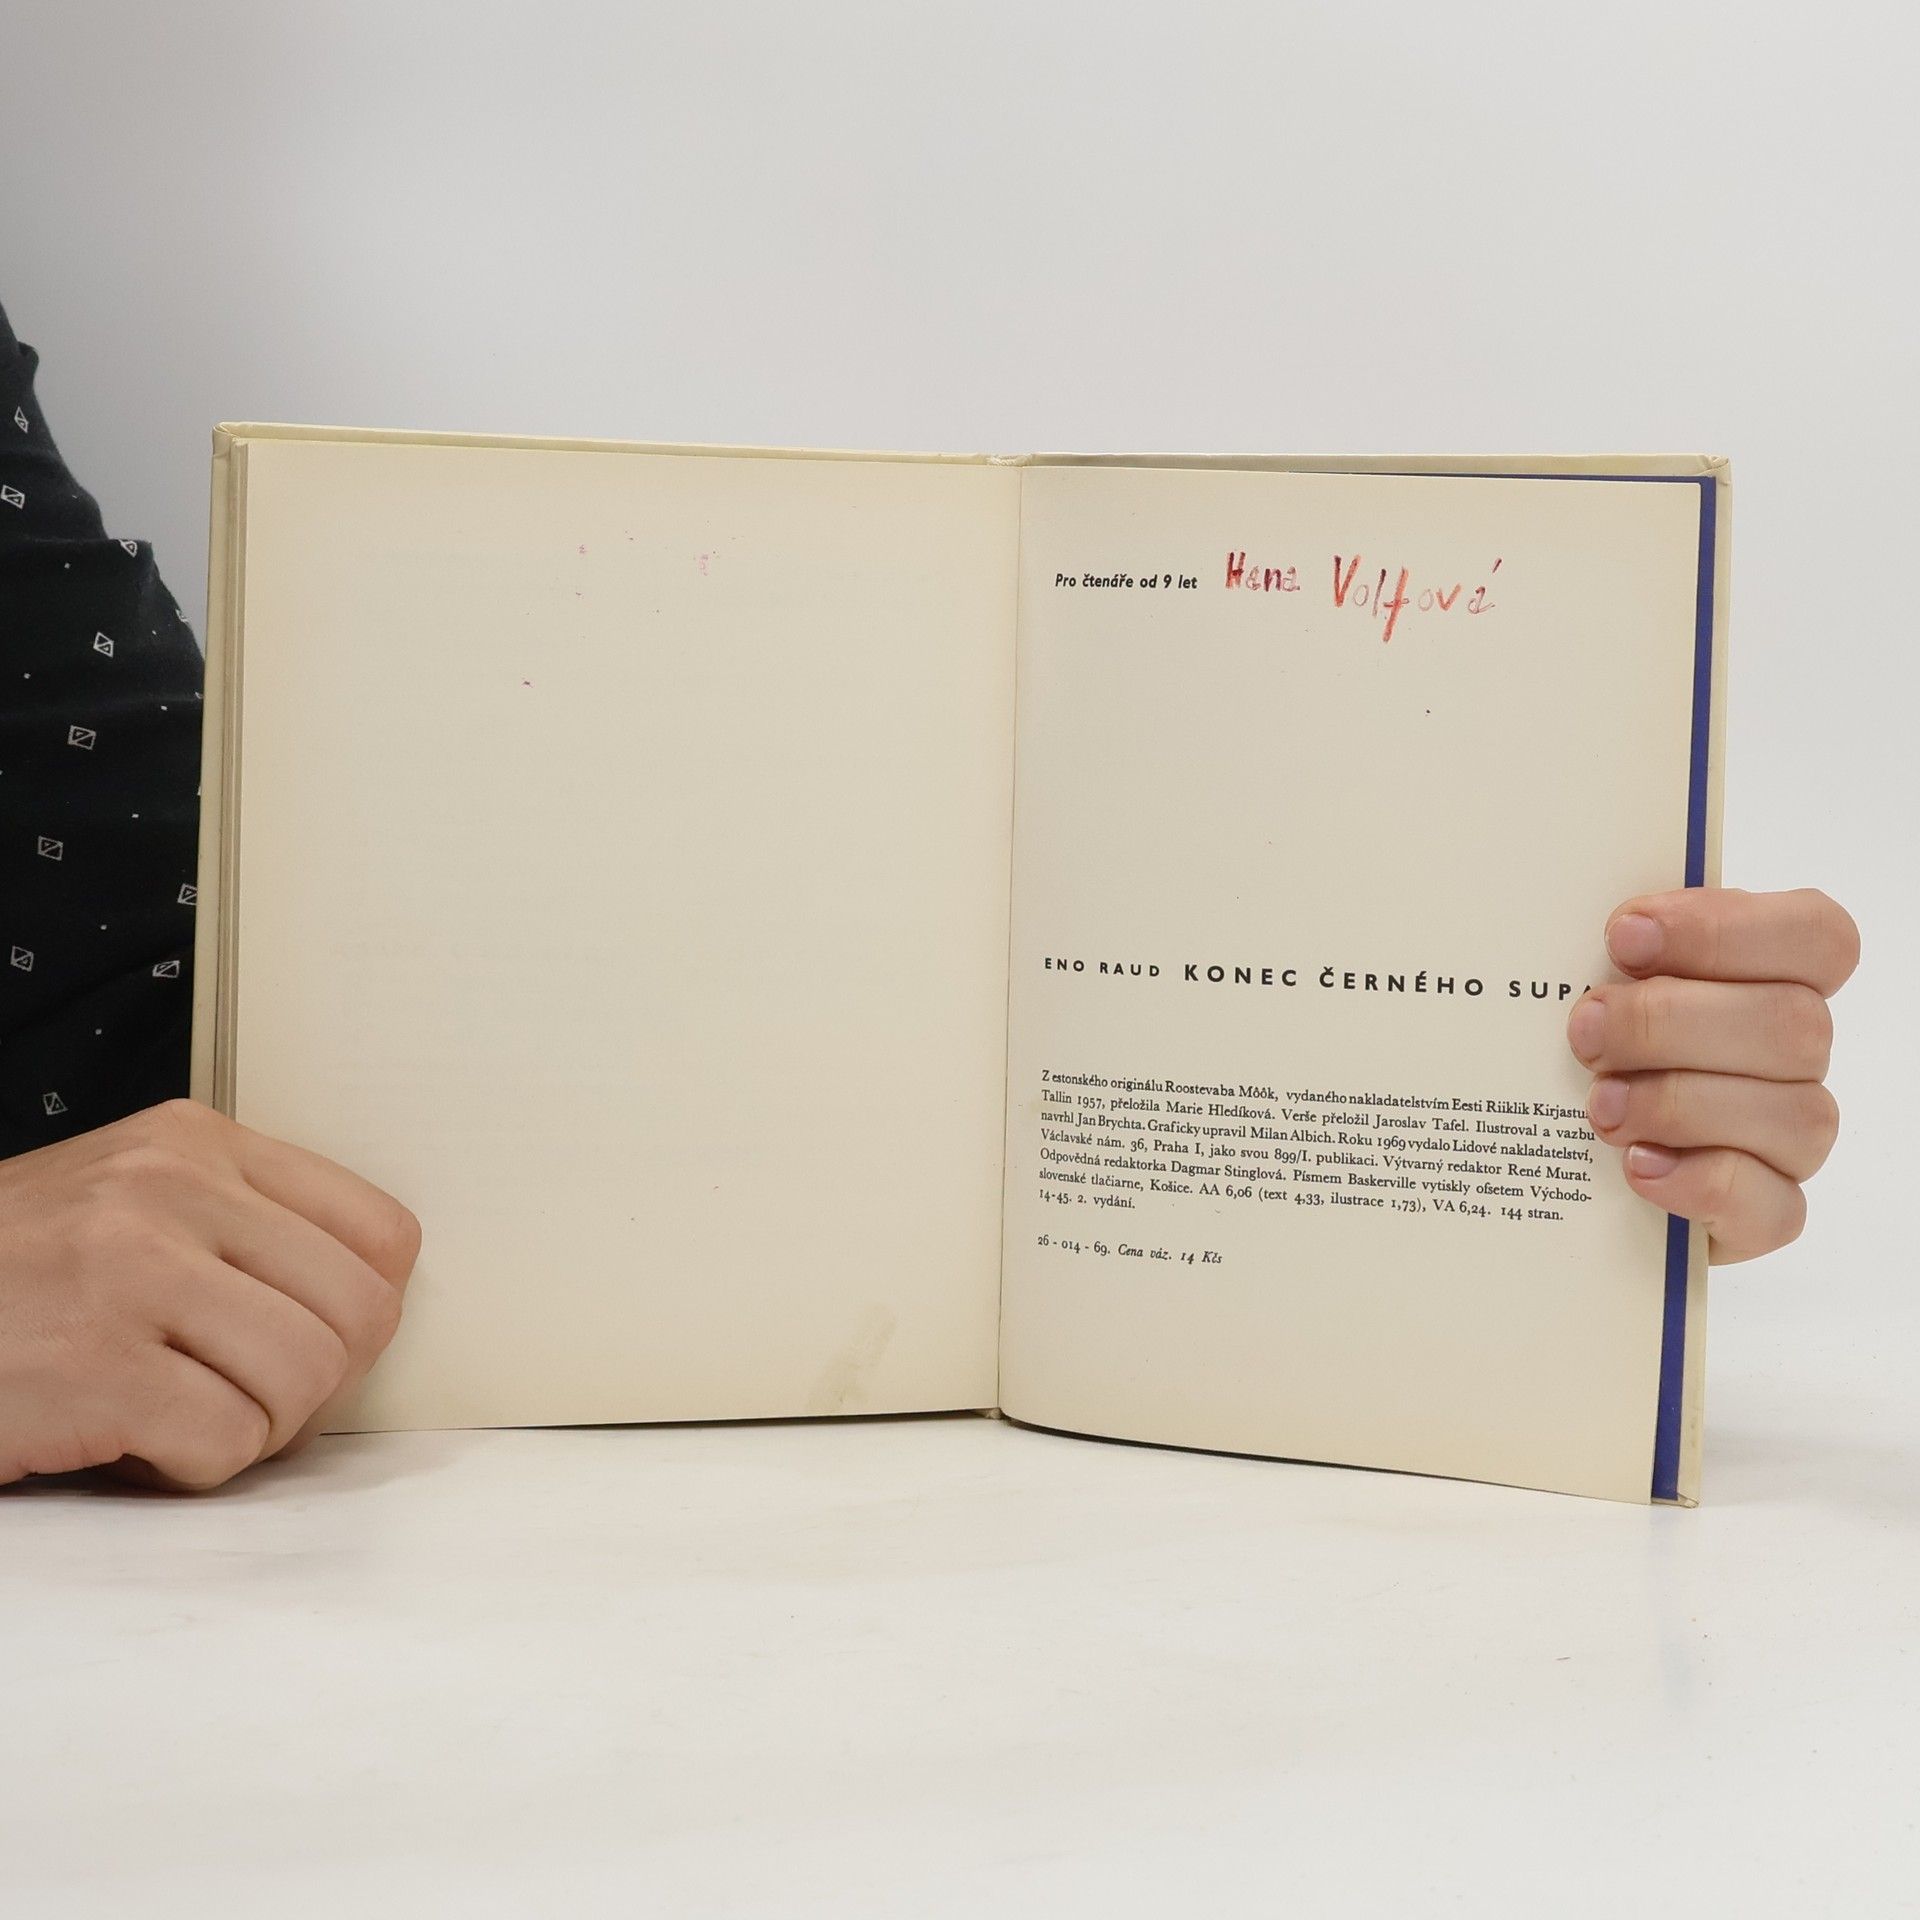 Pro čtenáře od 9 let Hana Volfová
ENO RAUD KONEC ČERNÉHO SUPA
Z estonského originálu Roostevaba Môôk, vydaného nakladatelstvím Eesti Riiklik Kirjastus
Tallin 1957, přeložila Marie Hledíková. Verše přeložil Jaroslav Tafel. Ilustroval a vazbu
navrhl Jan Brychta. Graficky upravil Milan Albich. Roku 1969 vydalo Lidové nakladatelství,
Václavské nám. 36, Praha I, jako svou 899/I. publikaci. Výtvarný redaktor René Murat.
Odpovědná redaktorka Dagmar Stinglová. Písmem Baskerville vytiskly ofsetem Východo-
slovenské tlačiarne, Košice. AA 6,06 (text 4,33, ilustrace 1,73), VA 6,24. 144 stran.
14-45. 2. vydání.
26 - 014 - 69. Cena váz. 14 Kčs